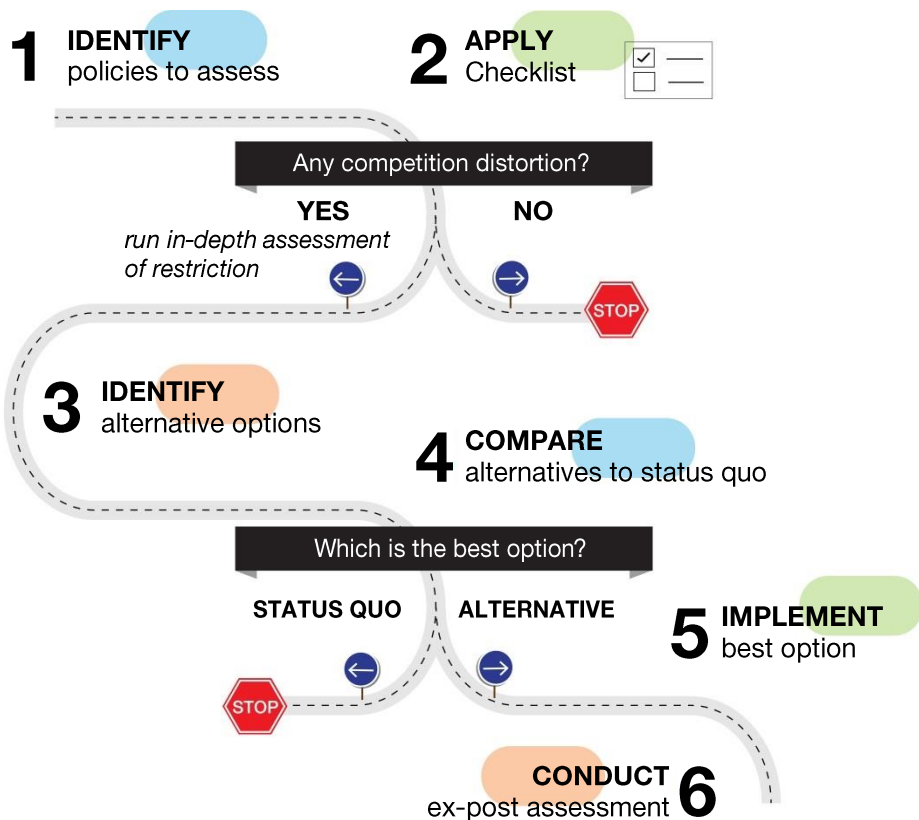 1 IDENTIFY
policies to assess
2 APPLY
Checklist
Any competition distortion?
YES
run in-depth assessment
of restriction
NO
STOP
3 IDENTIFY
alternative options
4 COMPARE
alternatives to status quo
Which is the best option?
STATUS QUO
ALTERNATIVE
STOP
5 IMPLEMENT
best option
CONDUCT 6
ex-post assessment